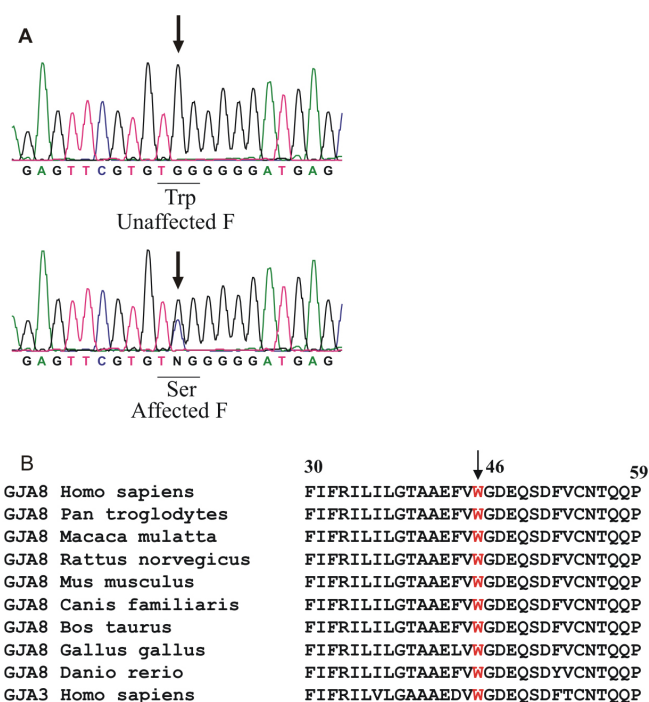 A
GAGTTCGTGTGGGGGGATGAG
Trp
Unaffected F
GAGTTCGTGTNGGGGGATGAG
Ser
Affected F
B
30 46 59
GJA8 Homo sapiens FIFRILILGTAAEFVWGDEQSDFVCNTQQP
GJA8 Pan troglodytes FIFRILILGTAAEFVWGDEQSDFVCNTQQP
GJA8 Macaca mulatta FIFRILILGTAAEFVWGDEQSDFVCNTQQP
GJA8 Rattus norvegicus FIFRILILGTAAEFVWGDEQSDFVCNTQQP
GJA8 Mus musculus FIFRILILGTAAEFVWGDEQSDFVCNTQQP
GJA8 Canis familiaris FIFRILILGTAAEFVWGDEQSDFVCNTQQP
GJA8 Bos taurus FIFRILILGTAAEFVWGDEQSDFVCNTQQP
GJA8 Gallus gallus FIFRILILGTAAELVWGDEQSDFVCNTQQP
GJA8 Danio rerio FIFRILILGTAAEFVWGDEQSDYVCNTQQP
GJA3 Homo sapiens FIFRILVLGAAAEDVWGDEQSDFTCNTQQP